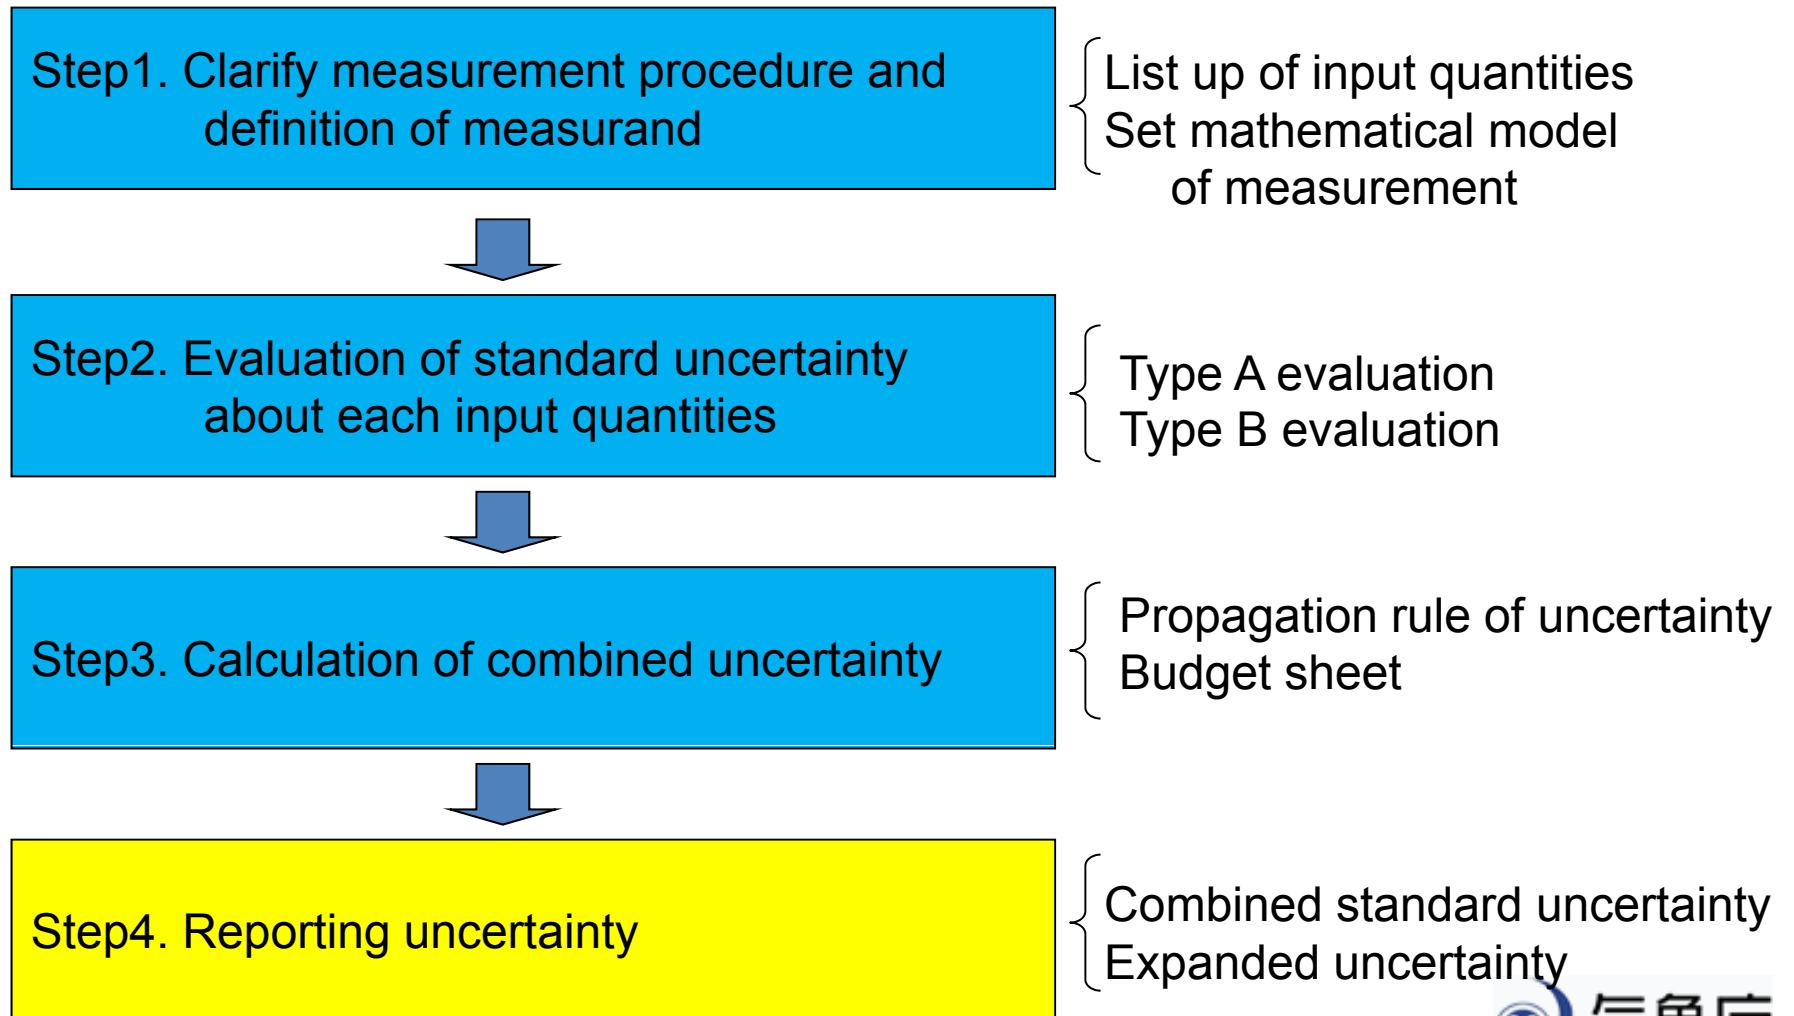 Step1. Clarify measurement procedure and
definition of measurand
List up of input quantities
Set mathematical model
of measurement
Step2. Evaluation of standard uncertainty
about each input quantities
Type A evaluation
Type B evaluation
Step3. Calculation of combined uncertainty
Propagation rule of uncertainty
Budget sheet
Step4. Reporting uncertainty
Combined standard uncertainty
Expanded uncertainty